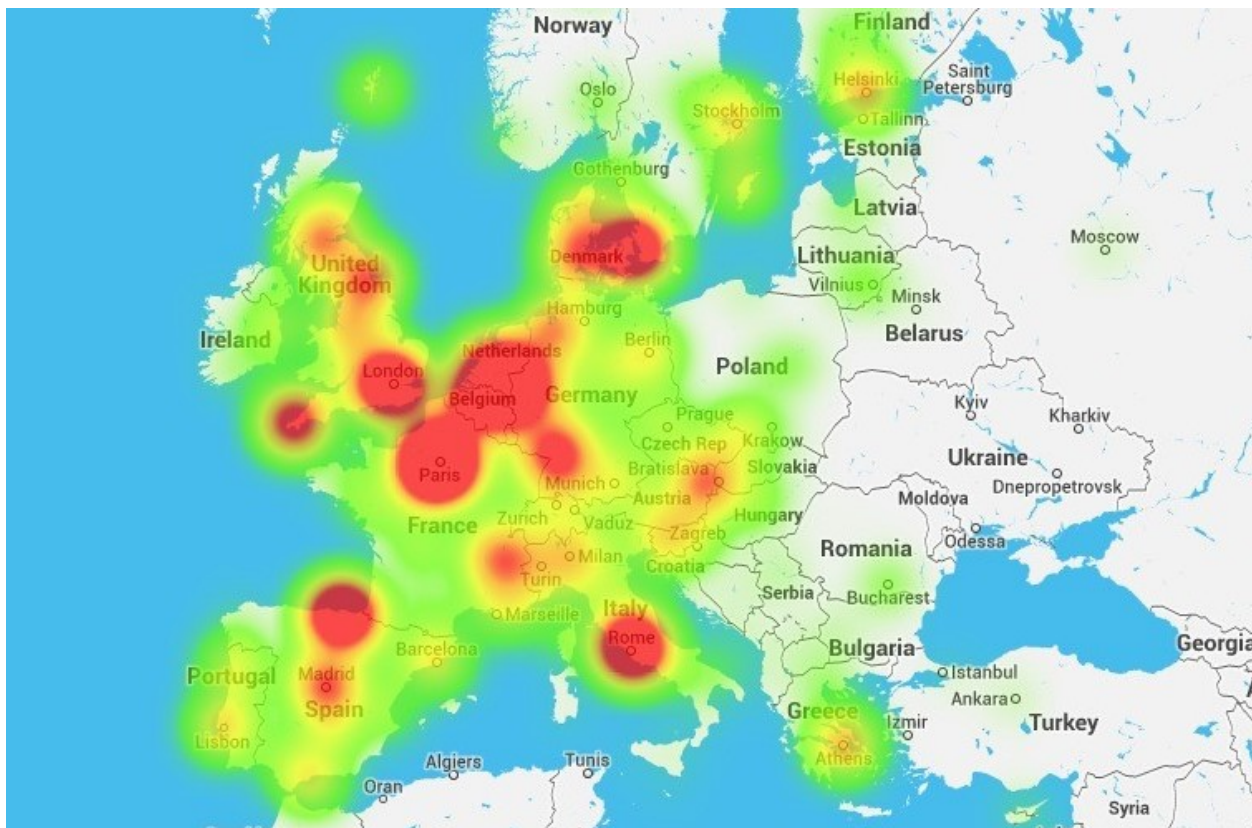 Norway
Finland
Helsinki
Saint
Petersburg
Oslo
Stockholm
Tallinn
Estonia
Gothenburg
Latvia
Moscow
United
Kingdom
Denmark
Lithuania
Vilnius
Minsk
Hamburg
Ireland
Belarus
Netherlands
Berlin
London
Poland
Belgium
Germany
Kyiv
Kharkiv
Prague
Krakow
Czech Rep
Ukraine
Paris
Bratislava
Slovakia
Munich
Dnepropetrovsk
Austria
Moldova
France
Zurich
Vaduz
Hungary
Odessa
Zagreb
Romania
Milan
Croatia
Turin
Serbia
Bucharest
Marseille
Italy
Rome
Bulgaria
Georgia
Barcelona
Portugal
Madrid
Istanbul
Ankara
Spain
Greece
Izmir
Turkey
Lisbon
Athens
Algiers
Tunis
Oran
Syria